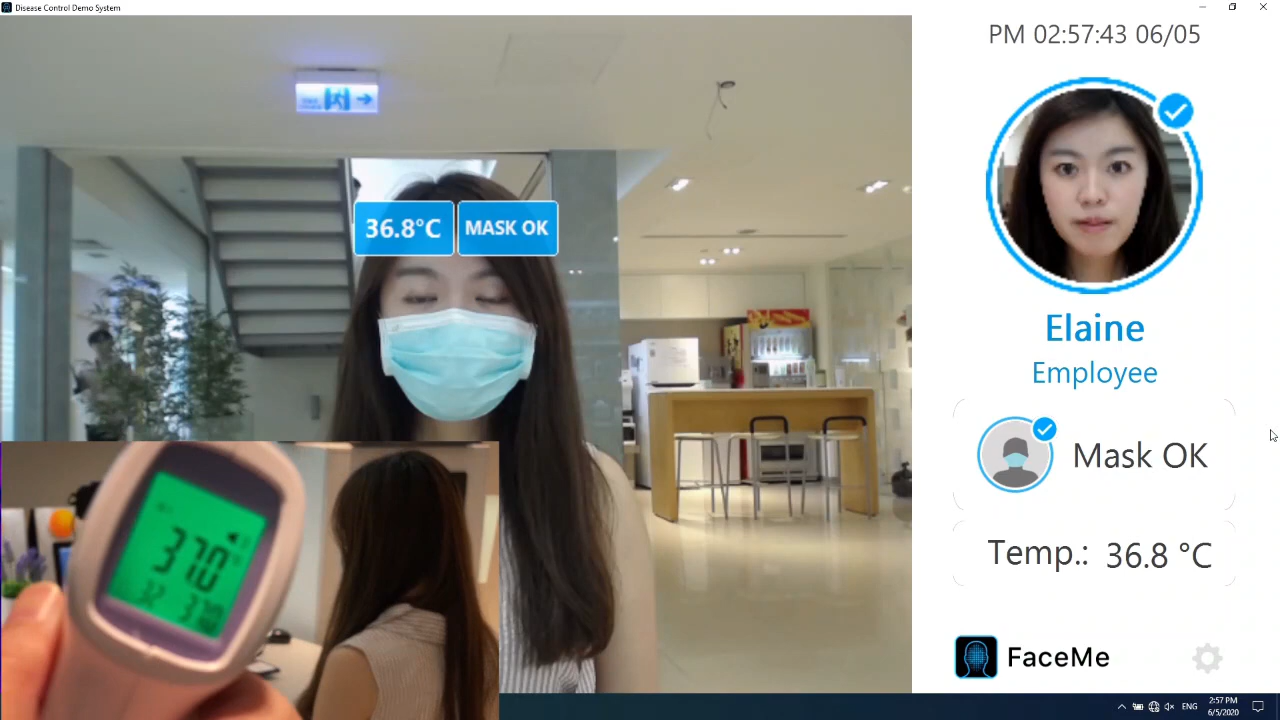 Disease Control Demo System
PM 02:57:43 06/05
36.8°C
MASK OK
Elaine
Employee
Mask OK
Temp.: 36.8 °C
37.0
FaceMe
ENG
2:57 PM
6/5/2020